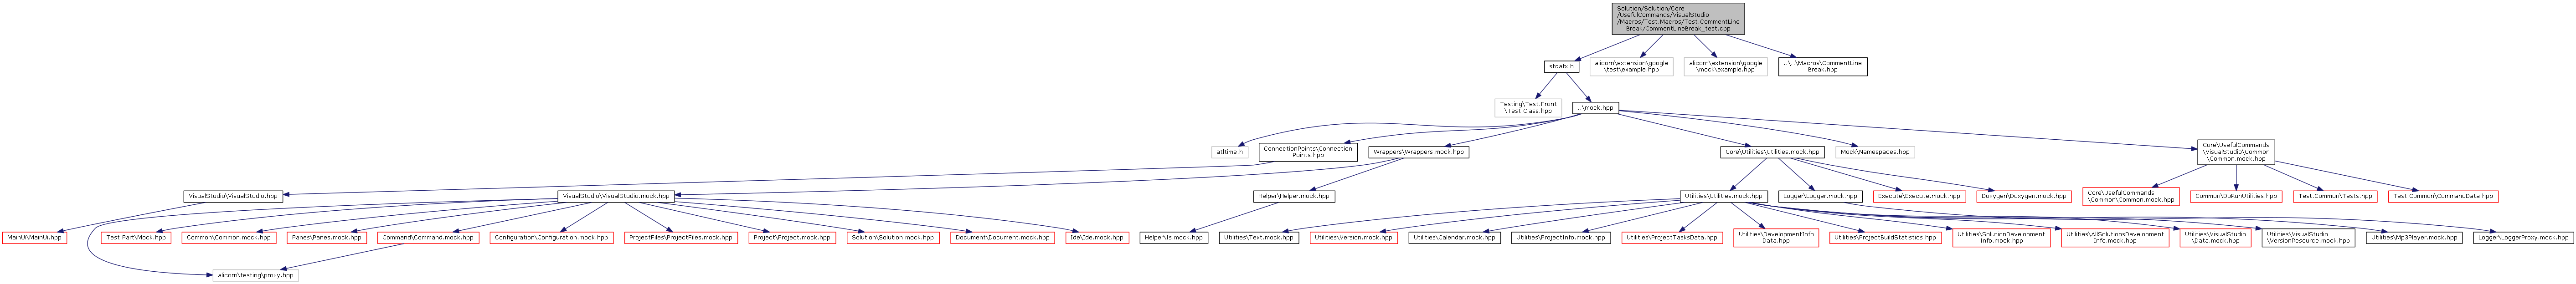 Solution/Solution/Core
/UsefulCommands/VisualStudio
/Macros/Test.Macros/Test.CommentLine
Break/CommentLineBreak_test.cpp
stdafx.h
alicorn\extension\google
\test\example.hpp
alicorn\extension\google
\mock\example.hpp
..\..\Macros\CommentLine
Break.hpp
Testing\Test.Front
\Test.Class.hpp
..\mock.hpp
atltime.h
ConnectionPoints\Connection
Points.hpp
Wrappers\Wrappers.mock.hpp
Core\Utilities\Utilities.mock.hpp
Mock\Namespaces.hpp
Core\UsefulCommands
\VisualStudio\Common
\Common.mock.hpp
VisualStudio\VisualStudio.hpp
VisualStudio\VisualStudio.mock.hpp
Helper\Helper.mock.hpp
Utilities\Utilities.mock.hpp
Logger\Logger.mock.hpp
Execute\Execute.mock.hpp
Doxygen\Doxygen.mock.hpp
Core\UsefulCommands
\Common\Common.mock.hpp
Common\DoRunUtilities.hpp
Test.Common\Tests.hpp
Test.Common\CommandData.hpp
MainUi\MainUi.hpp
Test.Part\Mock.hpp
Common\Common.mock.hpp
Panes\Panes.mock.hpp
Command\Command.mock.hpp
Configuration\Configuration.mock.hpp
ProjectFiles\ProjectFiles.mock.hpp
Project\Project.mock.hpp
Solution\Solution.mock.hpp
Document\Document.mock.hpp
Ide\Ide.mock.hpp
Helper\Is.mock.hpp
Utilities\Text.mock.hpp
Utilities\Version.mock.hpp
Utilities\Calendar.mock.hpp
Utilities\ProjectInfo.mock.hpp
Utilities\ProjectTasksData.hpp
Utilities\DevelopmentInfo
Data.hpp
Utilities\ProjectBuildStatistics.hpp
Utilities\SolutionDevelopment
Info.mock.hpp
Utilities\AllSolutionsDevelopment
Info.mock.hpp
Utilities\VisualStudio
\Data.mock.hpp
Utilities\VisualStudio
\VersionResource.mock.hpp
Utilities\Mp3Player.mock.hpp
Logger\LoggerProxy.mock.hpp
alicorn\testing\proxy.hpp